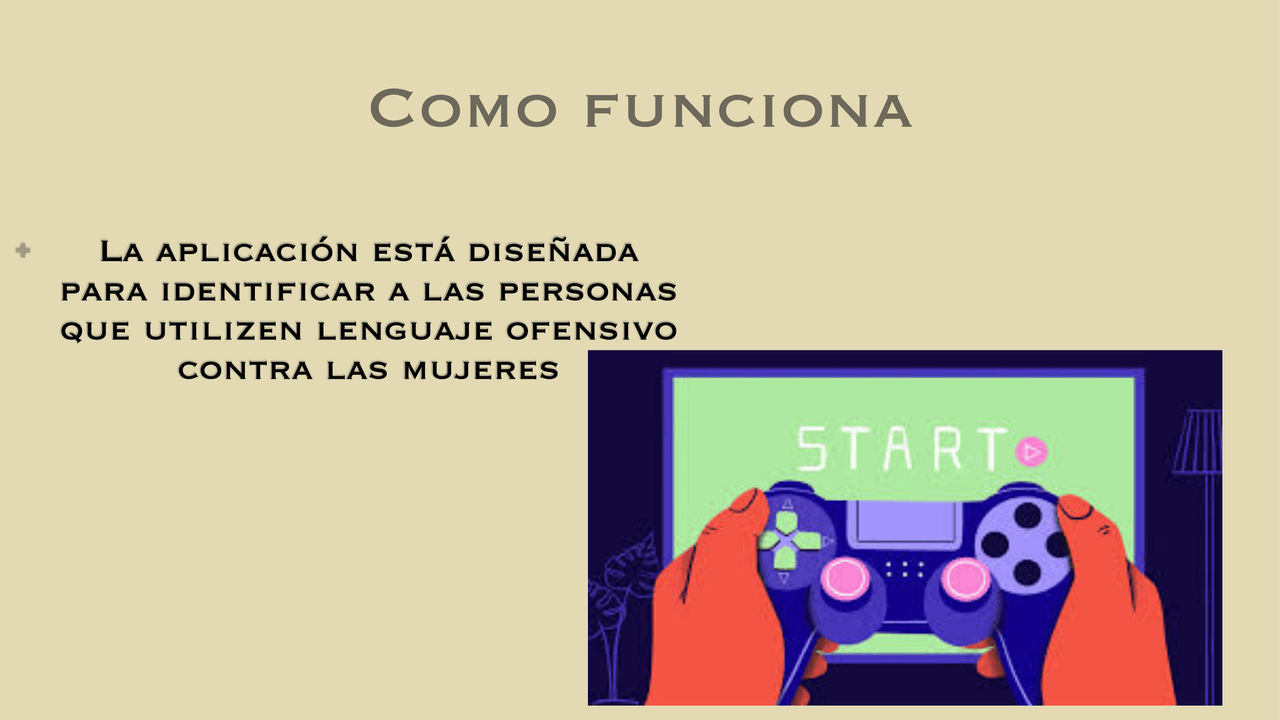 Como funciona
La aplicación está diseñada
para identificar a las personas
que utilizen lenguaje ofensivo
contra las mujeres
START